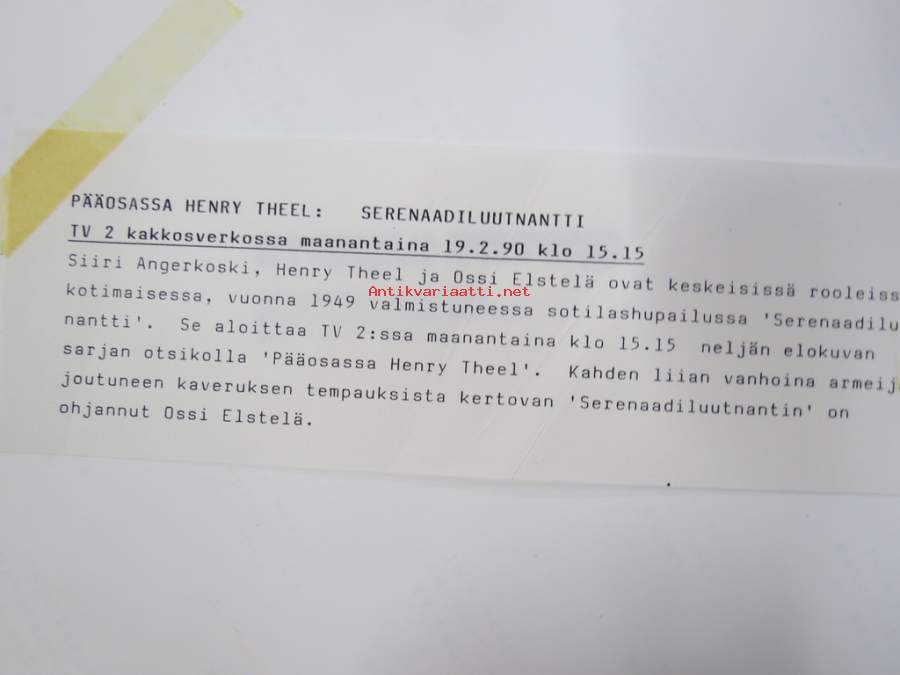 PÄÄOSASSA HENRY THEEL:   SERENAADILUUTNANTTI
TV 2 kakkosverkossa maanantaina 19.2.90 klo 15.15
Siiri Angerkoski, Henry Theel ja Ossi Elstelä ovat keskeisissä rooleiss
Antikvariaatti.net
kotimaisessa, vuonna 1949 valmistuneessa sotilashupailussa 'Serenaadilu
nantti'.  Se aloittaa TV 2:ssa maanantaina klo 15.15  neljän elokuvan
sarjan otsikolla 'Pääosassa Henry Theel'.  Kahden liian vanhoina armeij
joutuneen kaveruksen tempauksista kertovan 'Serenaadiluutnantin' on
ohjannut Ossi Elstelä.